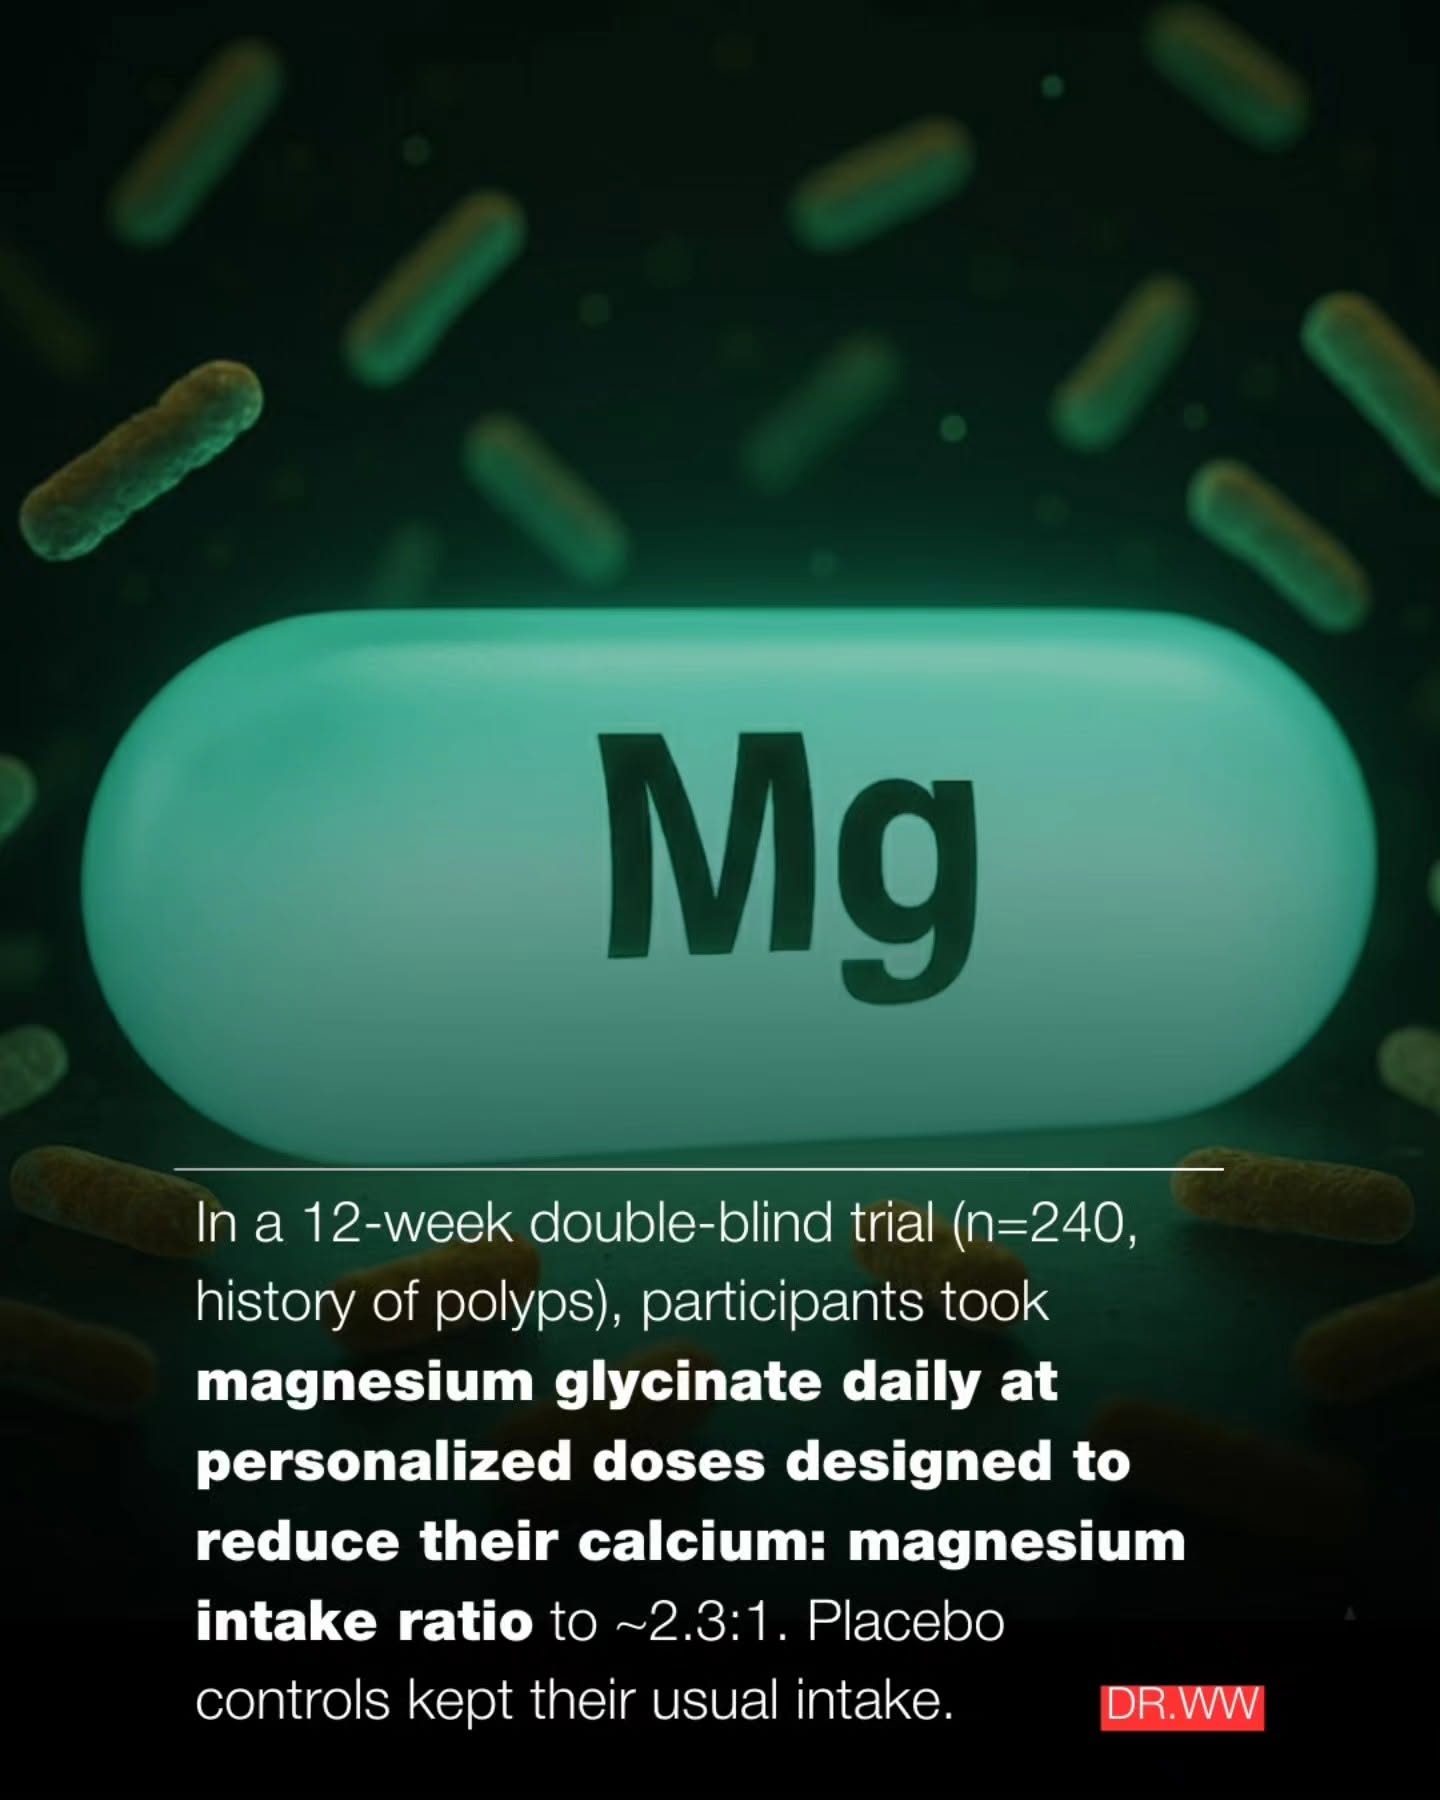 Mg
In a 12-week double-blind trial (n=240,
history of polyps), participants took
magnesium glycinate daily at
personalized doses designed to
reduce their calcium: magnesium
intake ratio to ~2.3:1. Placebo
controls kept their usual intake.
DR.WW